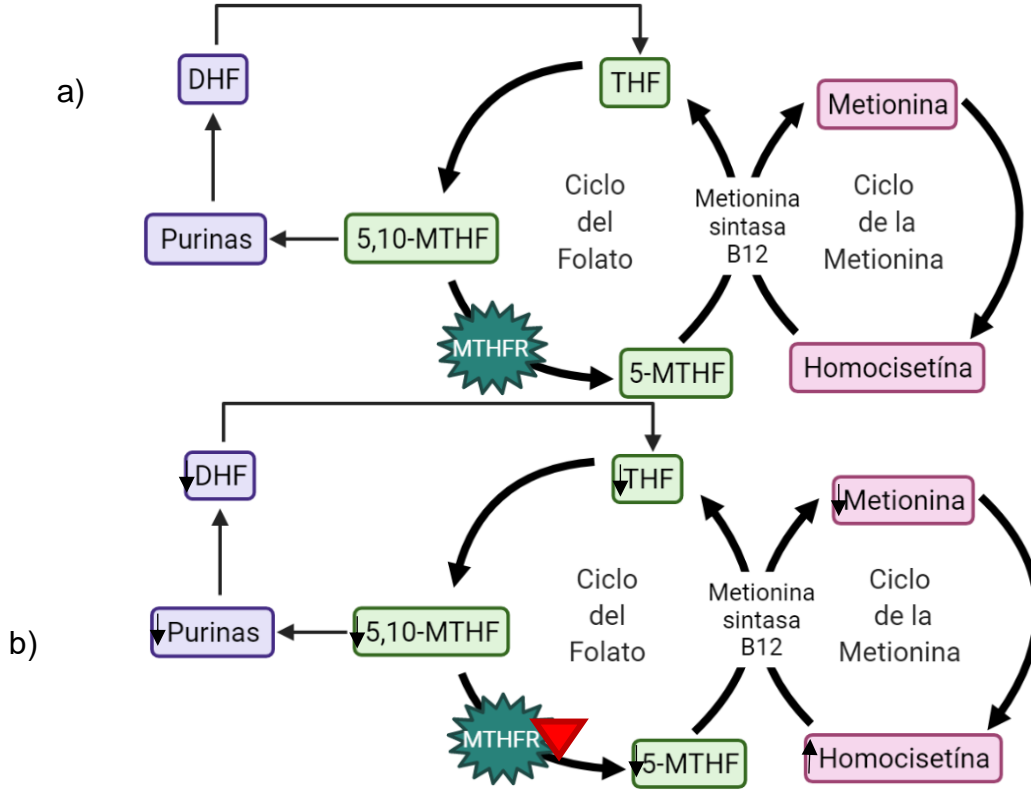 a)
DHF
THF
Metionina
Ciclo
del
Folato
Metionina
sintasa
B12
Ciclo
de la
Metionina
Purinas
5,10-MTHF
MTHFR
5-MTHF
Homocisetína
b)
↓DHF
↓THF
↓Metionina
Ciclo
del
Folato
Metionina
sintasa
B12
Ciclo
de la
Metionina
↓Purinas
↓5,10-MTHF
MTHFR
↓5-MTHF
↑Homocisetína